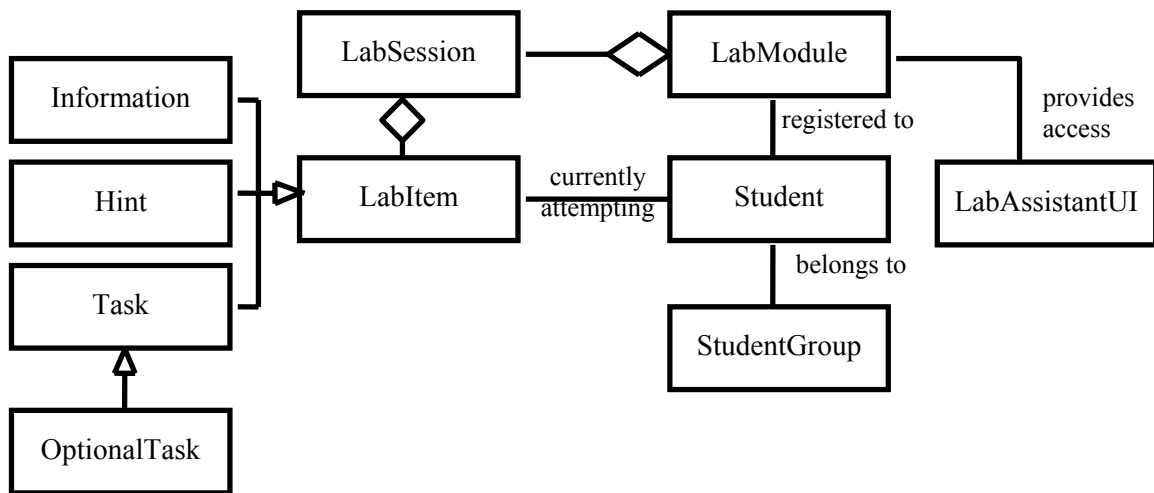 LabSession
LabModule
Information
provides
access
registered to
Hint
LabItem
currently
attempting
Student
LabAssistantUI
belongs to
Task
StudentGroup
OptionalTask